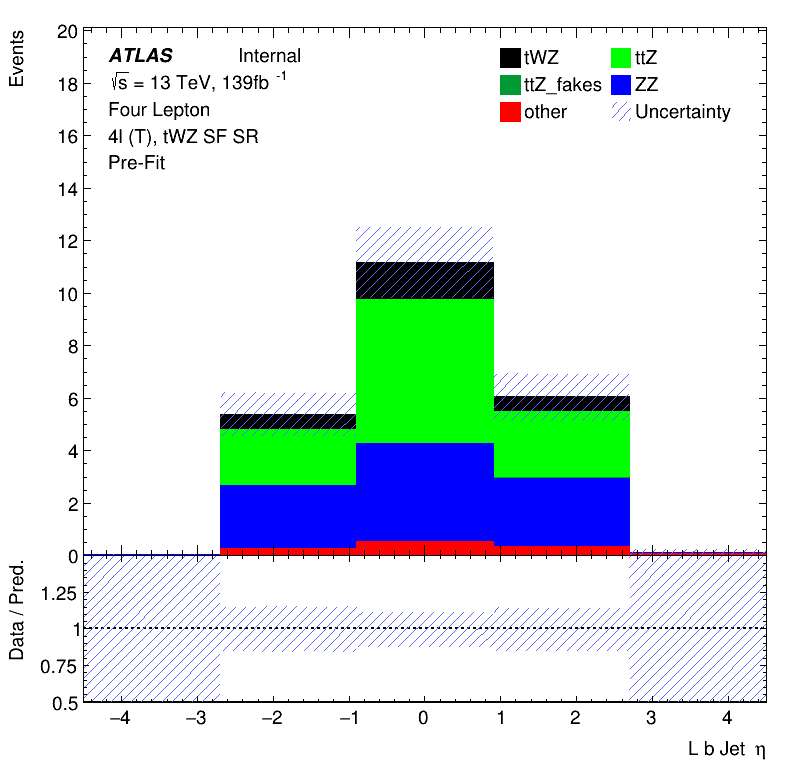 Events
20
18
16
14
12
10
8
6
4
2
0
ATLAS Internal
√s = 13 TeV, 139fb -1
Four Lepton
4l (T), tWZ SF SR
Pre-Fit
tWZ ttZ
ttZ_fakes ZZ
other Uncertainty
Data / Pred.
1.25
1
0.75
0.5
−4 −3 −2 −1 0 1 2 3 4
L b Jet η